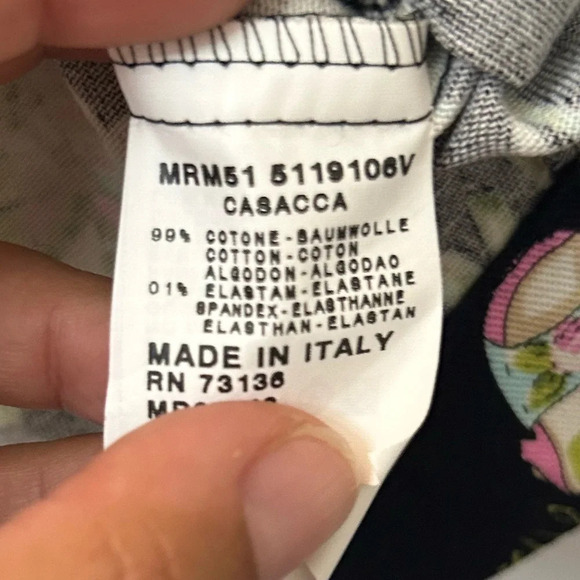 MRM51 5119106V
CASACCA
99% COTONE-BAUMWOLLE
COTTON-COTON
ALGODON-ALGODAO
01% ELASTAM-ELASTANE
SPANDEX-ELASTHANNE
ELASTHAN-ELASTAN
MADE IN ITALY
RN 73136